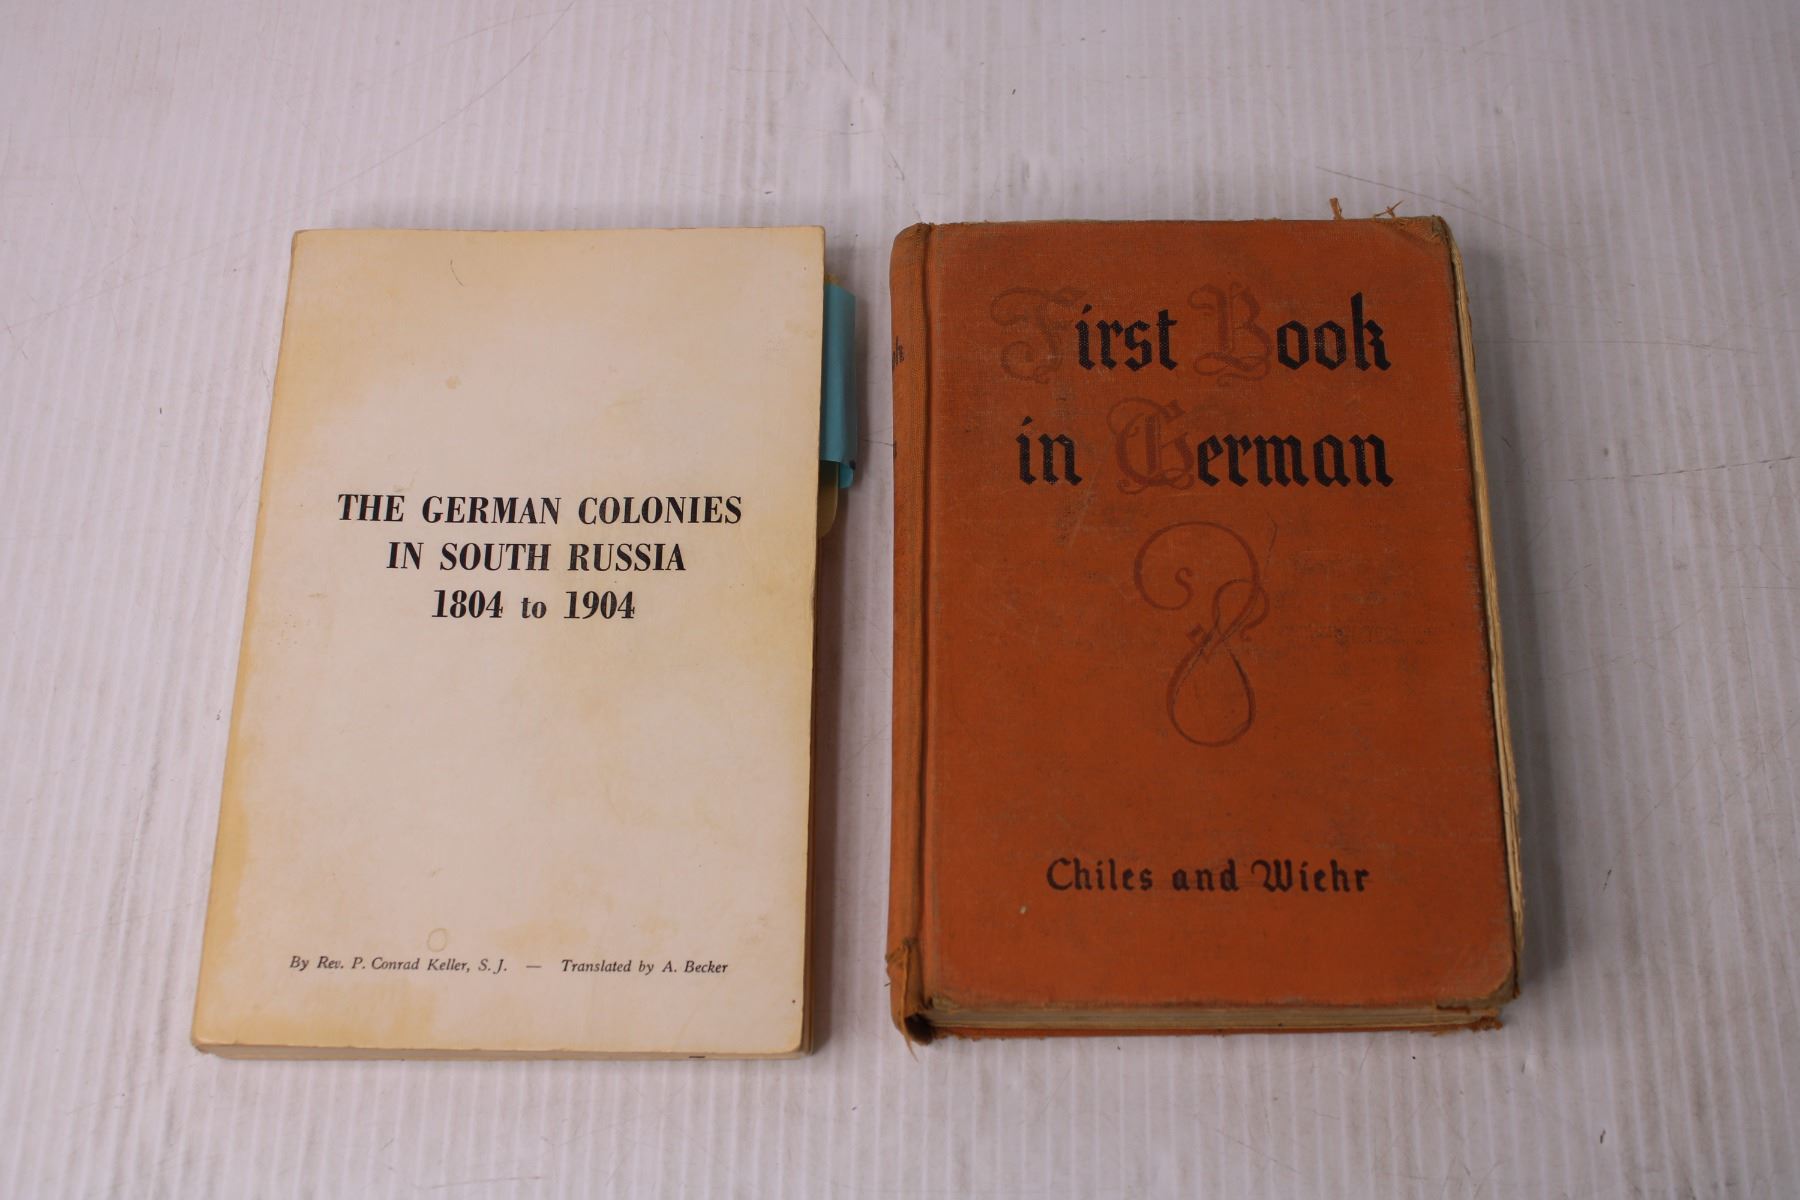 THE GERMAN COLONIES
IN SOUTH RUSSIA
1804 to 1904
By Rev. P. Conrad Keller, S. J. — Translated by A. Becker
First Book
in German
S
Chiles and Wiehr